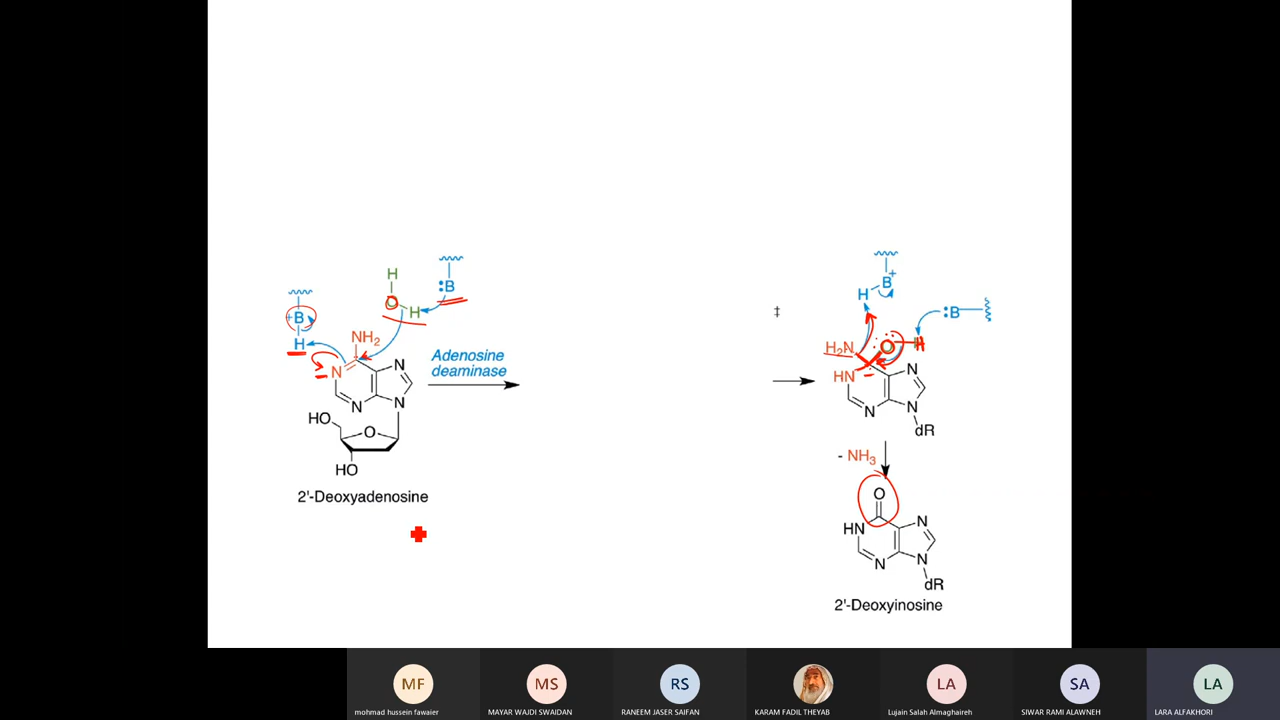 H
:B
O
H
+B
H
NH₂
N
N
N
N
Adenosine
deaminase
HO
O
HO
2'-Deoxyadenosine
‡
B+
H
:B
H₂N
O
H
HN
N
N
N
dR
- NH₃
O
HN
N
N
N
dR
2'-Deoxyinosine
MF
MS
RS
LA
SA
LA
mohmad hussein fawaier
MAYAR WAJDI SWAIDAN
RANEEM JASER SAIFAN
KARAM FADIL THEYAB
Lujain Salah Almaghaireh
SIWAR RAMI ALAWNEH
LARA ALFAKHORI